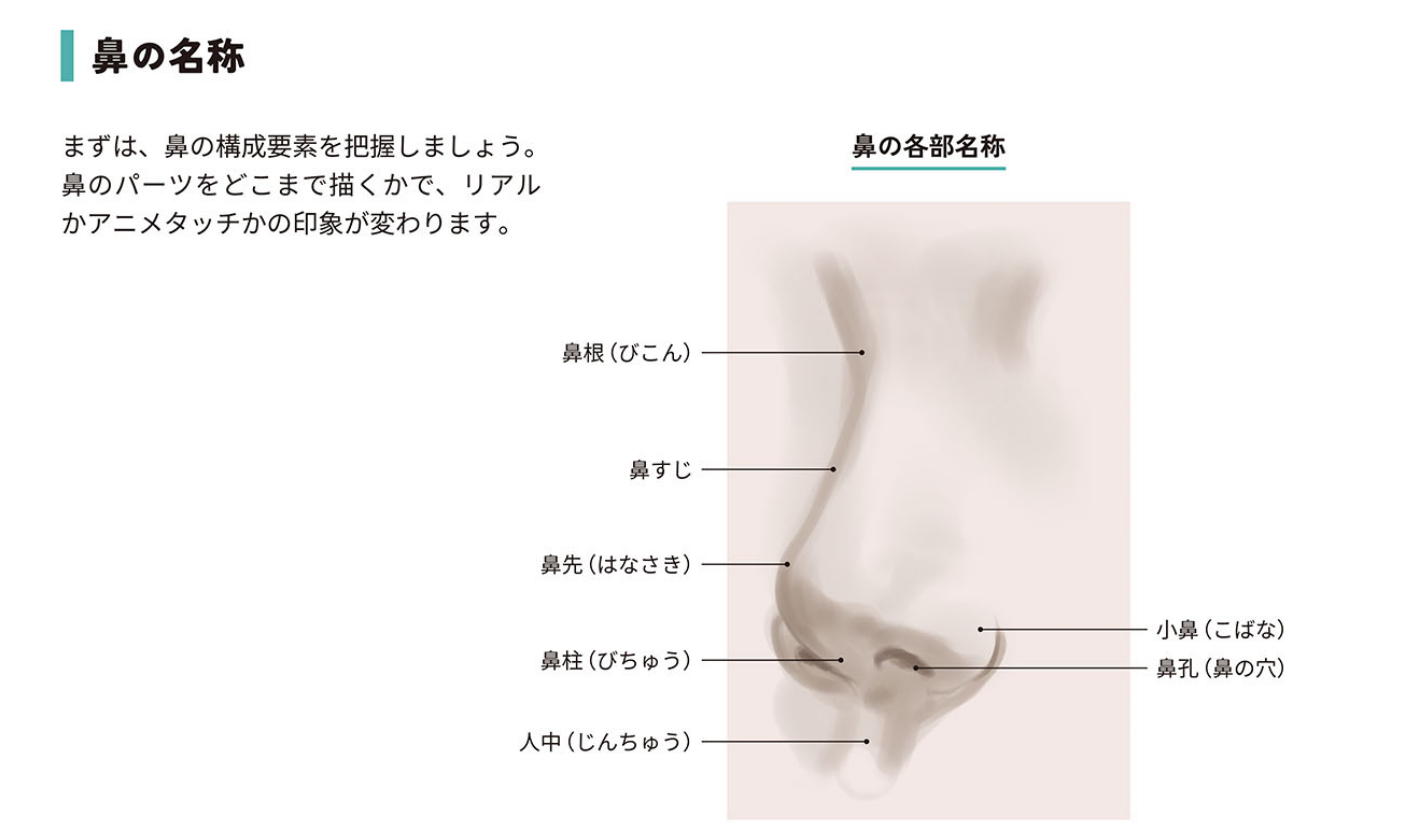 鼻の名称
まずは、鼻の構成要素を把握しましょう。
鼻のパーツをどこまで描くかで、リアル
かアニメタッチかの印象が変わります。
鼻の各部名称
鼻根（びこん）
鼻すじ
鼻先（はなさき）
鼻柱（びちゅう）
人中（じんちゅう）
小鼻（こばな）
鼻孔（鼻の穴）